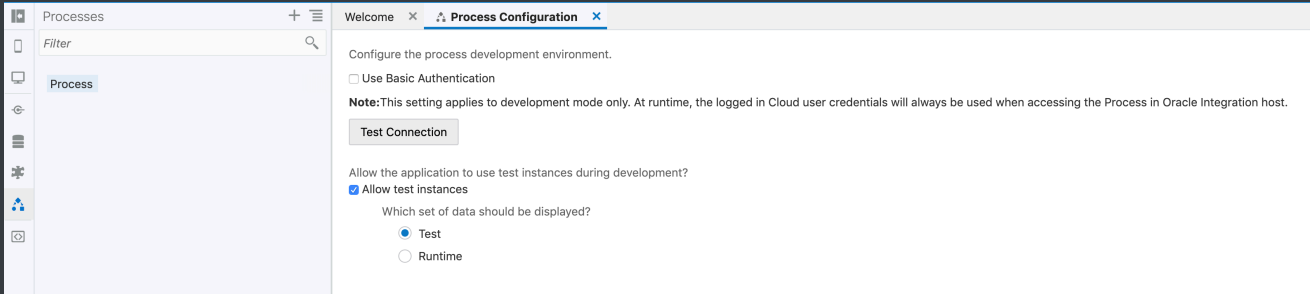 Processes
Filter
Process
Welcome
Process Configuration
Configure the process development environment.
Use Basic Authentication
Note:This setting applies to development mode only. At runtime, the logged in Cloud user credentials will always be used when accessing the Process in Oracle Integration host.
Test Connection
Allow the application to use test instances during development?
Allow test instances
Which set of data should be displayed?
Test
Runtime